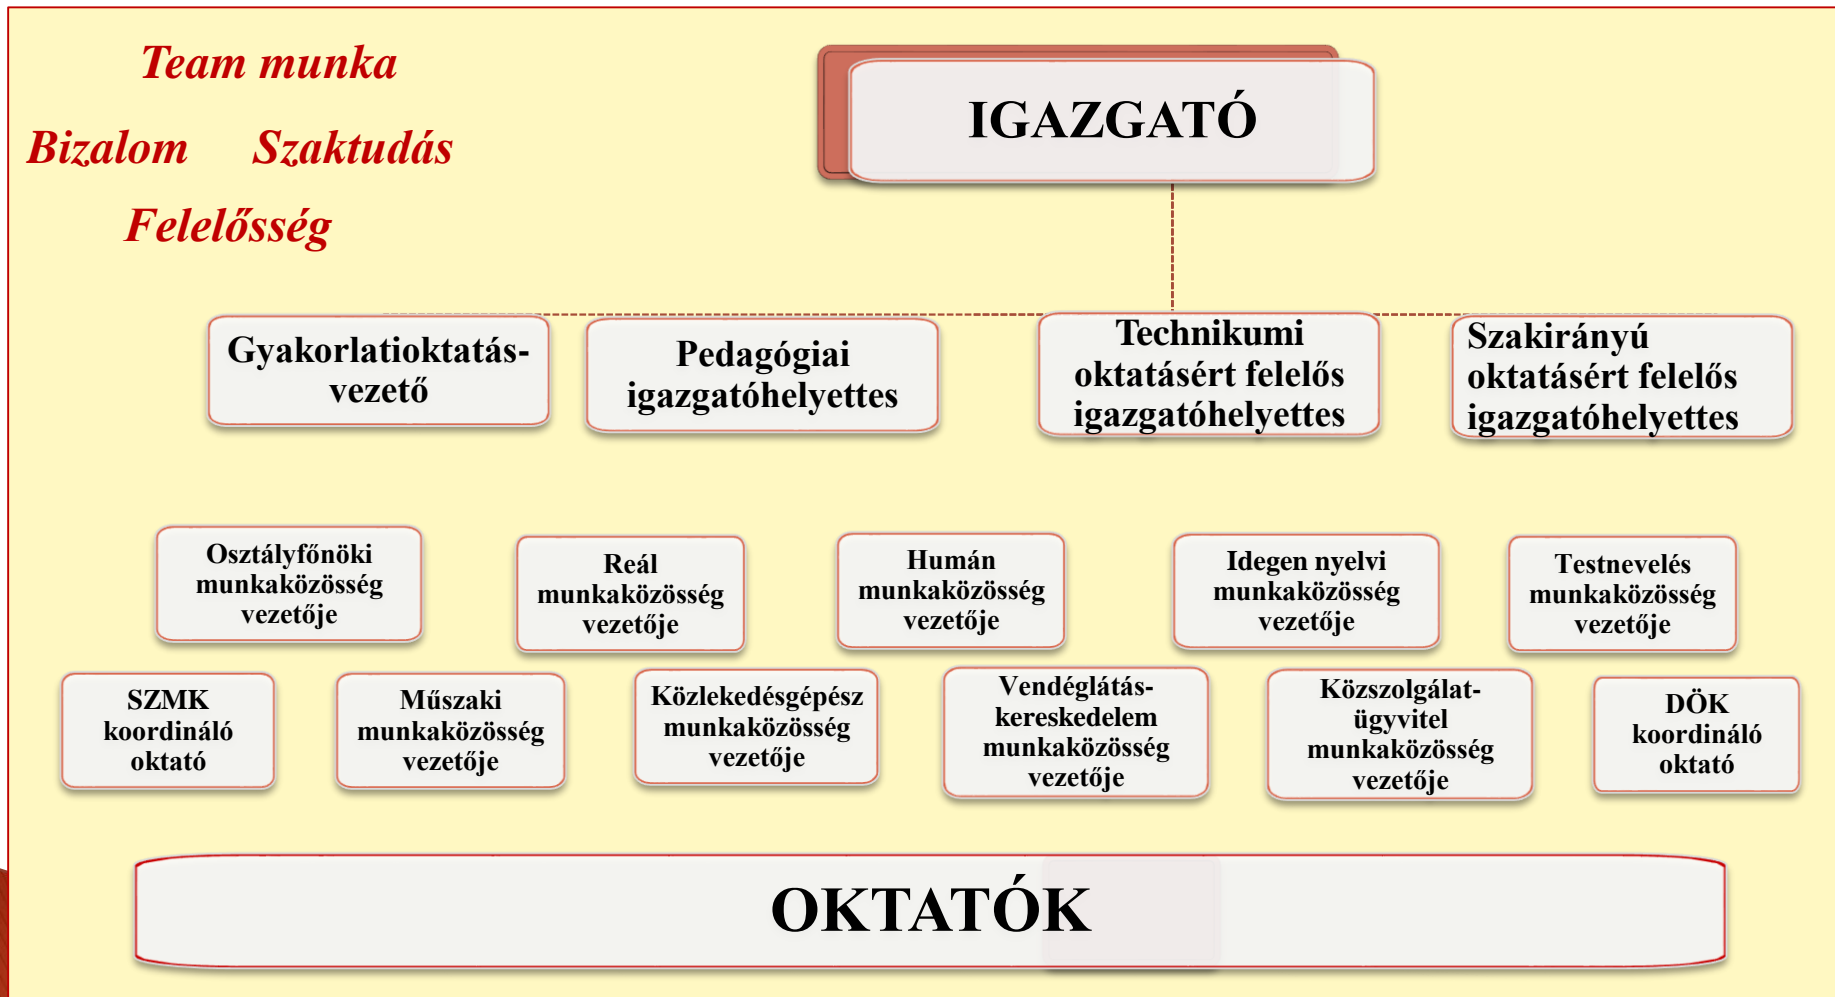 Team munka
Bizalom Szaktudás
Felelősség
IGAZGATÓ
Gyakorlatioktatás-
vezető
Pedagógiai
igazgatóhelyettes
Technikumi
oktatásért felelős
igazgatóhelyettes
Szakirányú
oktatásért felelős
igazgatóhelyettes
Osztályfőnöki
munkaközösség
vezetője
Reál
munkaközösség
vezetője
Humán
munkaközösség
vezetője
Idegen nyelvi
munkaközösség
vezetője
Testnevelés
munkaközösség
vezetője
SZMK
koordináló
oktató
Műszaki
munkaközösség
vezetője
Közlekedésgépész
munkaközösség
vezetője
Vendéglátás-
kereskedelem
munkaközösség
vezetője
Közszolgálat-
ügyvitel
munkaközösség
vezetője
DÖK
koordináló
oktató
OKTATÓK